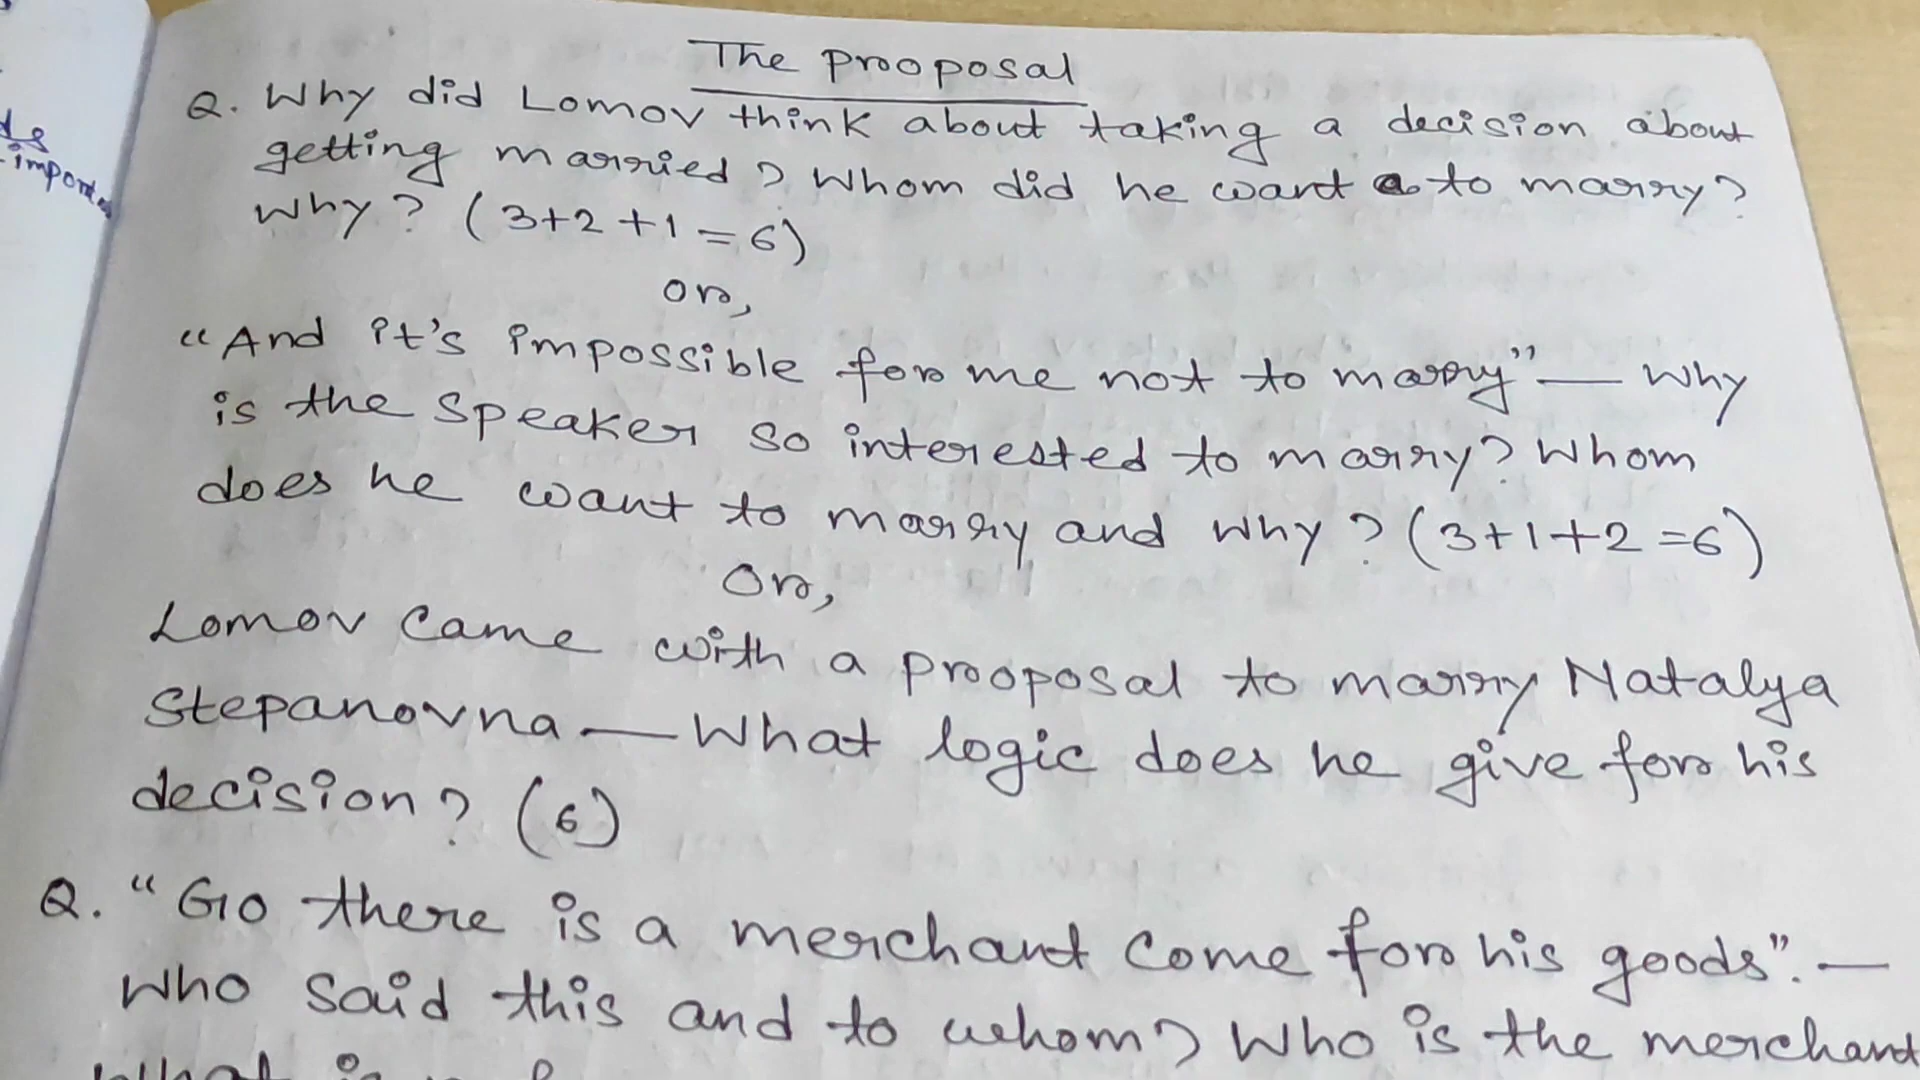 The Proposal
Q. Why did Lomov think about taking a decision about
getting married? Whom did he want to marry?
Why? (3+2+1=6)
or,
"And it's impossible for me not to marry" — Why
is the speaker so interested to marry? Whom
does he want to marry and why? (3+1+2=6)
Or,
Lomov came with a proposal to marry Natalya
Stepanovna — What logic does he give for his
decision? (6)
Q. "Go there is a merchant come for his goods". —
Who said this and to whom? Who is the merchant